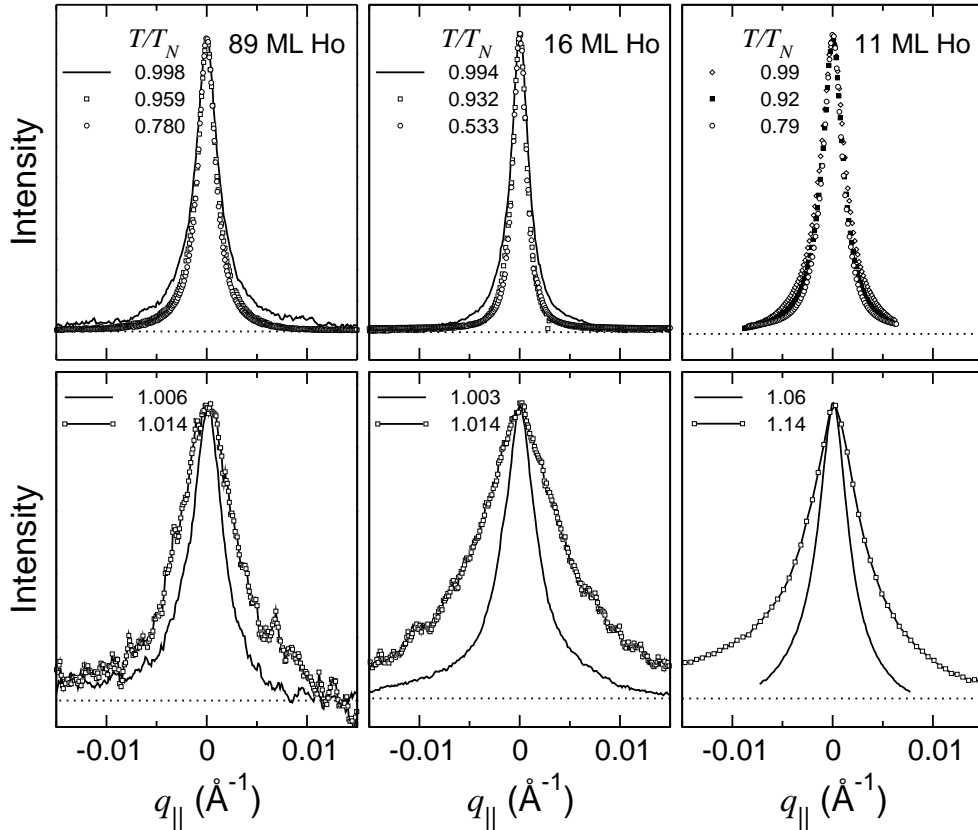 Intensity
T/T_N 89 ML Ho
0.998
0.959
0.780
T/T_N 16 ML Ho
0.994
0.932
0.533
T/T_N 11 ML Ho
0.99
0.92
0.79
Intensity
1.006
1.014
1.003
1.014
1.06
1.14
-0.01 0 0.01
-0.01 0 0.01
-0.01 0 0.01
q|| (Å⁻¹)
q|| (Å⁻¹)
q|| (Å⁻¹)